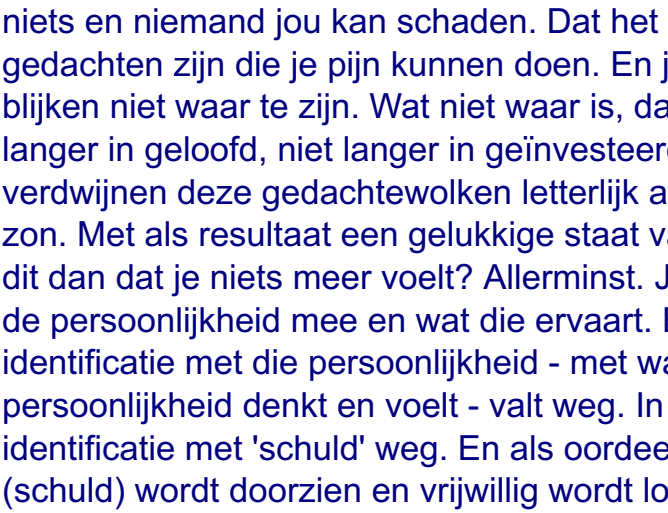 niets en niemand jou kan schaden. Dat het
gedachten zijn die je pijn kunnen doen. En
blijken niet waar te zijn. Wat niet waar is,
langer in geloofd, niet langer in
verdwijnen deze gedachtewolken letterlijk
zon. Met als resultaat een gelukkige staat
dit dan dat je niets meer voelt? Allerminst.
de persoonlijkheid mee en wat die ervaart.
identificatie met die persoonlijkheid - met
persoonlijkheid denkt en voelt - valt weg. In
identificatie met 'schuld' weg. En als
(schuld) wordt doorzien en vrijwillig wordt